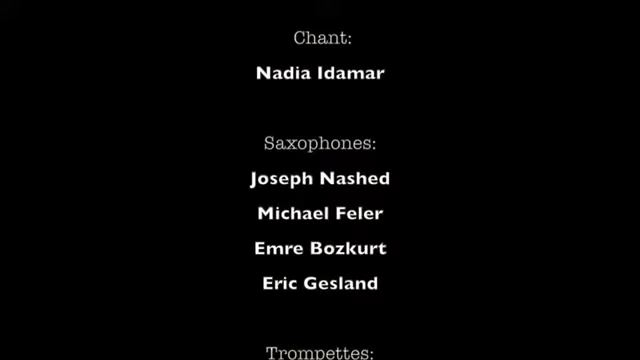 Chant:
Nadia Idamar
Saxophones:
Joseph Nashed
Michael Feler
Emre Bozkurt
Eric Gesland
Trompettes: